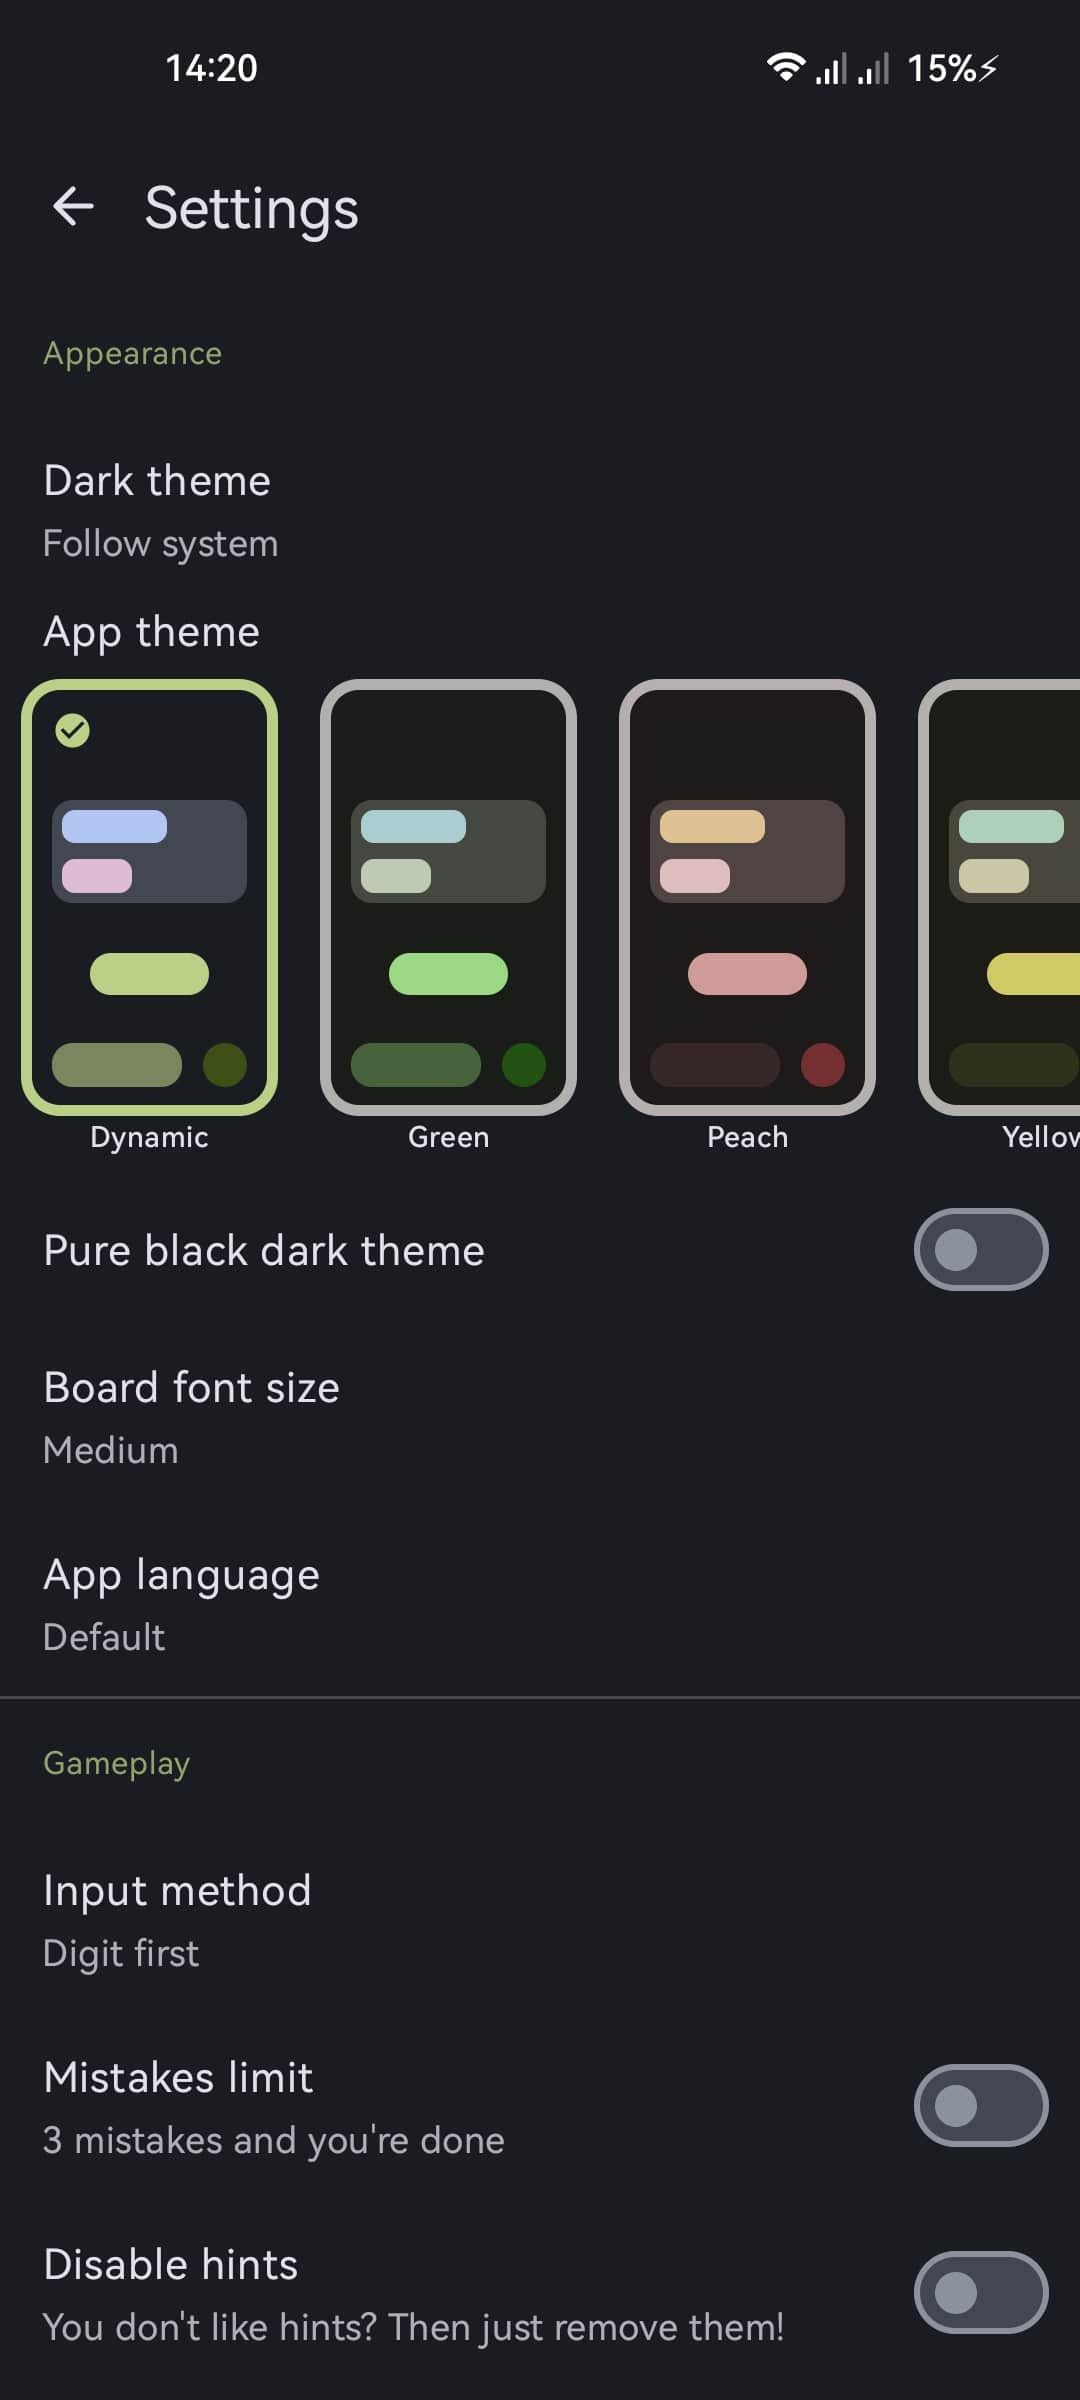 14:20
15%
Settings
Appearance
Dark theme
Follow system
App theme
Dynamic
Green
Peach
Pure black dark theme
Board font size
Medium
App language
Default
Gameplay
Input method
Digit first
Mistakes limit
3 mistakes and you're done
Disable hints
You don't like hints? Then just remove them!